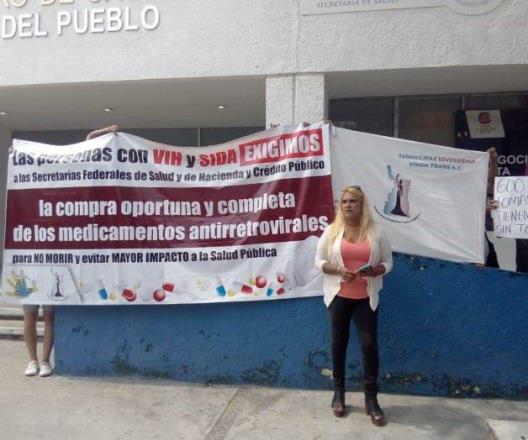 DEL PUEBLO
SECRETARÍA DE SALUD
Las personas con VIH y SIDA EXIGIMOS
a las Secretarías Federales de Salud y de Hacienda y Crédito Público
la compra oportuna y completa
de los medicamentos antirretrovirales
para NO MORIR y evitar MAYOR IMPACTO a la Salud Pública
TAMAULIPAS DIVERSIDAD
VIHDA TRANS A.C.
600
TIENEN
SIN